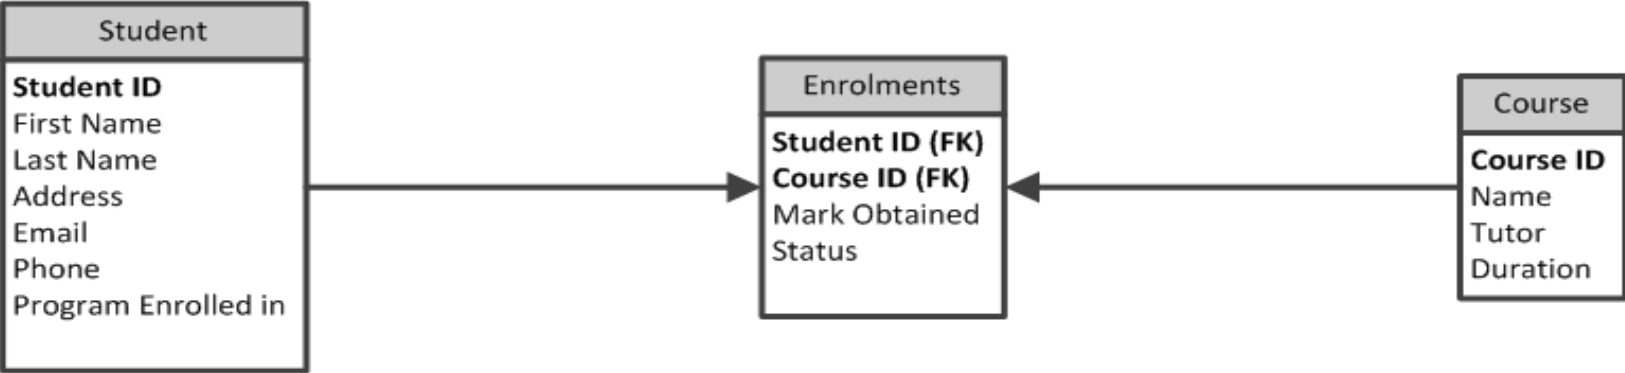 Student
Student ID
First Name
Last Name
Address
Email
Phone
Program Enrolled in
Enrolments
Student ID (FK)
Course ID (FK)
Mark Obtained
Status
Course
Course ID
Name
Tutor
Duration